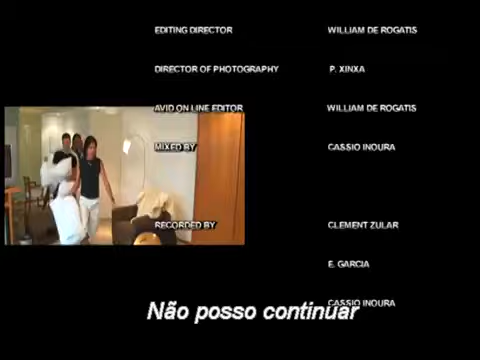 EDITING DIRECTOR WILLIAM DE ROGATIS
DIRECTOR OF PHOTOGRAPHY P. XINXA
AVID ON LINE EDITOR WILLIAM DE ROGATIS
MIXED BY CASSIO INOURA
RECORDED BY CLEMENT ZULAR
E. GARCIA
CASSIO INOURA
Não posso continuar